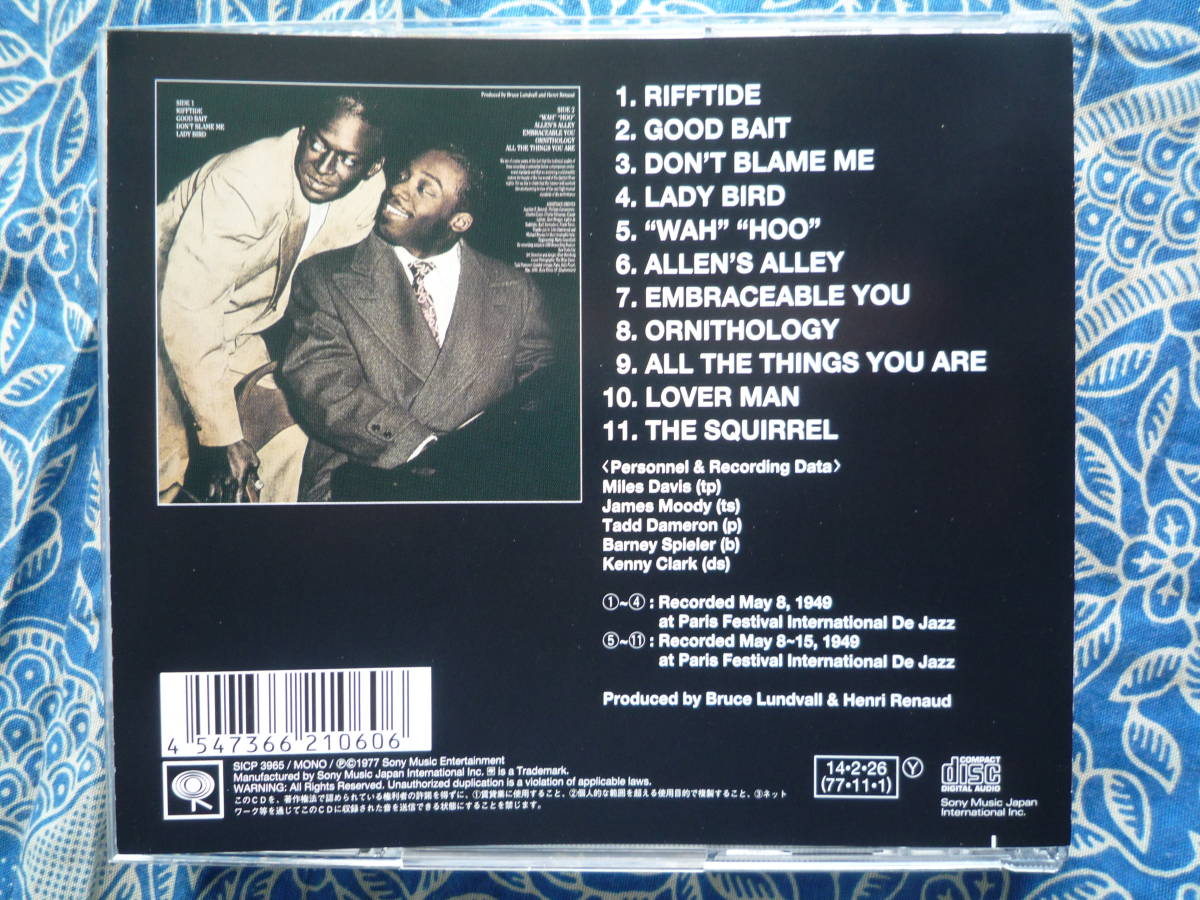 Produced by Bruce Lundvall and Henri Renaud
SIDE 1
RIFFTIDE
GOOD BAIT
DON'T BLAME ME
LADY BIRD
SIDE 2
"WAH" "HOO"
ALLEN'S ALLEY
EMBRACEABLE YOU
ORNITHOLOGY
ALL THE THINGS YOU ARE
1. RIFFTIDE
2. GOOD BAIT
3. DON'T BLAME ME
4. LADY BIRD
5. “WAH” “HOO”
6. ALLEN'S ALLEY
7. EMBRACEABLE YOU
8. ORNITHOLOGY
9. ALL THE THINGS YOU ARE
10. LOVER MAN
11. THE SQUIRREL
〈Personnel & Recording Data〉
Miles Davis (tp)
James Moody (ts)
Tadd Dameron (p)
Barney Spieler (b)
Kenny Clark (ds)
①~④ : Recorded May 8, 1949
at Paris Festival International De Jazz
⑤~⑪ : Recorded May 8~15, 1949
at Paris Festival International De Jazz
Produced by Bruce Lundvall & Henri Renaud
4 547366 210606
SICP 3965 / MONO / ℗©1977 Sony Music Entertainment
Manufactured by Sony Music Japan International Inc. is a Trademark.
WARNING: All Rights Reserved. Unauthorized duplication is a violation of applicable laws.
このCDを、著作権法で認められている権利者の許諾を得ずに、①賃貸業に使用すること、②個人的な範囲を超える使用目的で複製すること、③ネット
ワーク等を通じてこのCDに収録された音を送信できる状態にすることを禁じます。
14・2・26
(77・11・1)
Y
COMPACT
disc
DIGITAL AUDIO
Sony Music Japan
International Inc.